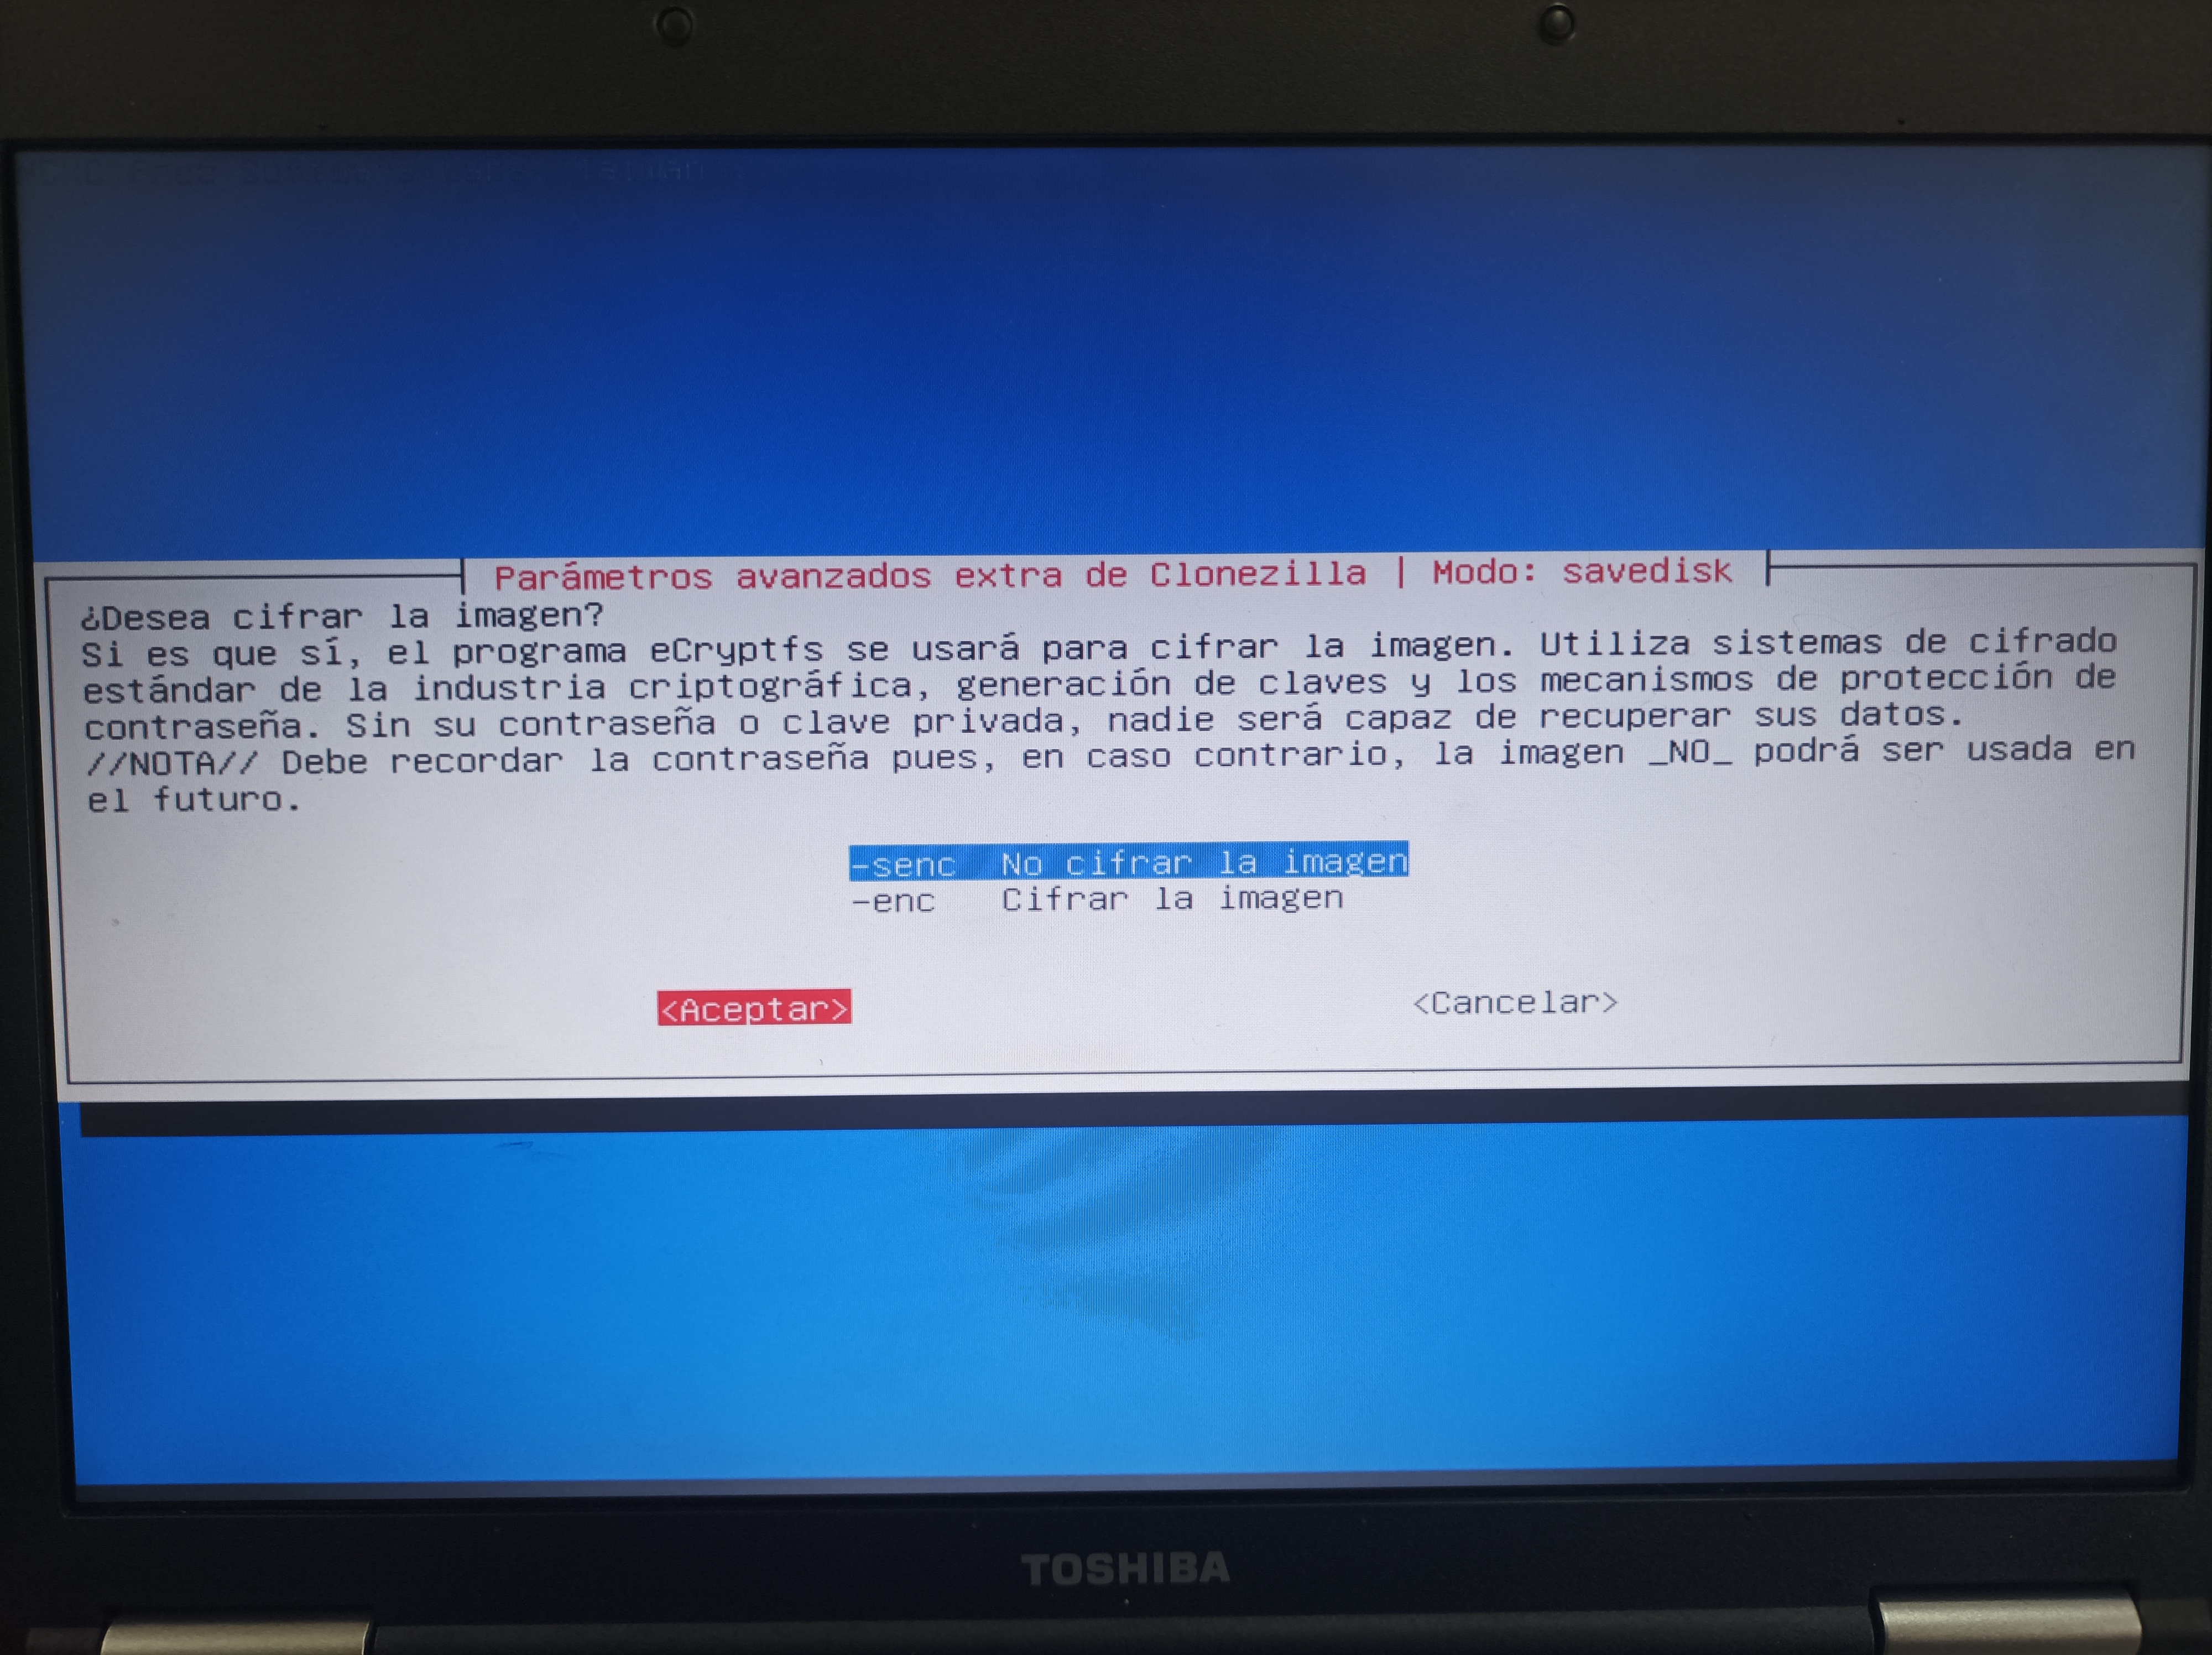 Parámetros avanzados extra de Clonezilla | Modo: savedisk
¿Desea cifrar la imagen?
Si es que sí, el programa eCryptfs se usará para cifrar la imagen. Utiliza sistemas de cifrado
estándar de la industria criptográfica, generación de claves y los mecanismos de protección de
contraseña. Sin su contraseña o clave privada, nadie será capaz de recuperar sus datos.
//NOTA// Debe recordar la contraseña pues, en caso contrario, la imagen _NO_ podrá ser usada en
el futuro.
-senc No cifrar la imagen
-enc Cifrar la imagen
<Aceptar> <Cancelar>
TOSHIBA